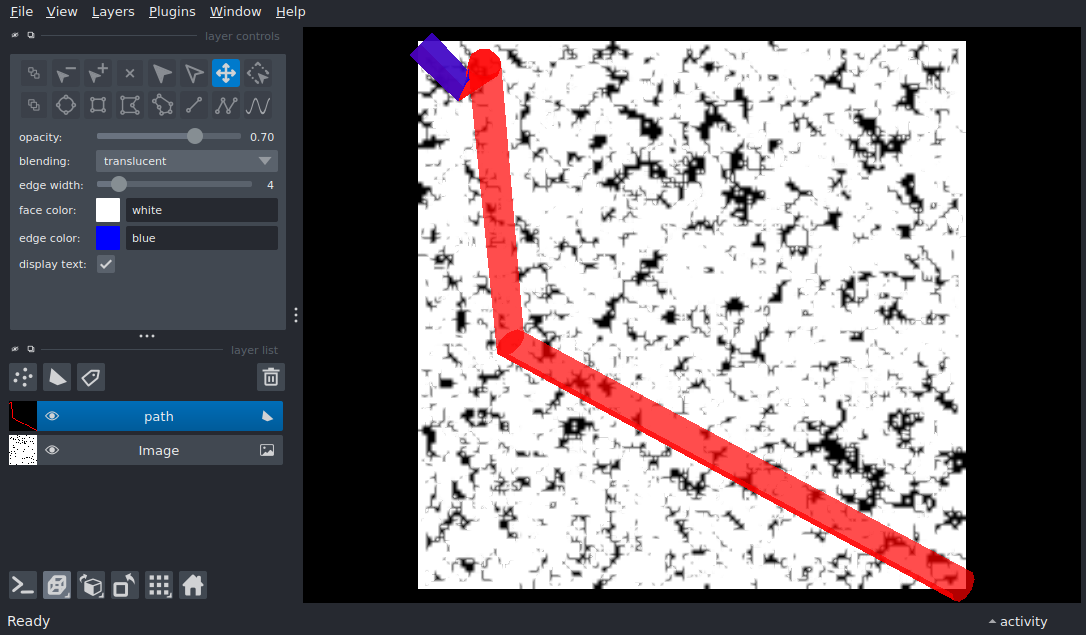 File View Layers Plugins Window Help
layer controls
opacity: 0.70
blending: translucent
edge width: 4
face color: white
edge color: blue
display text:
layer list
path
Image
Ready
activity